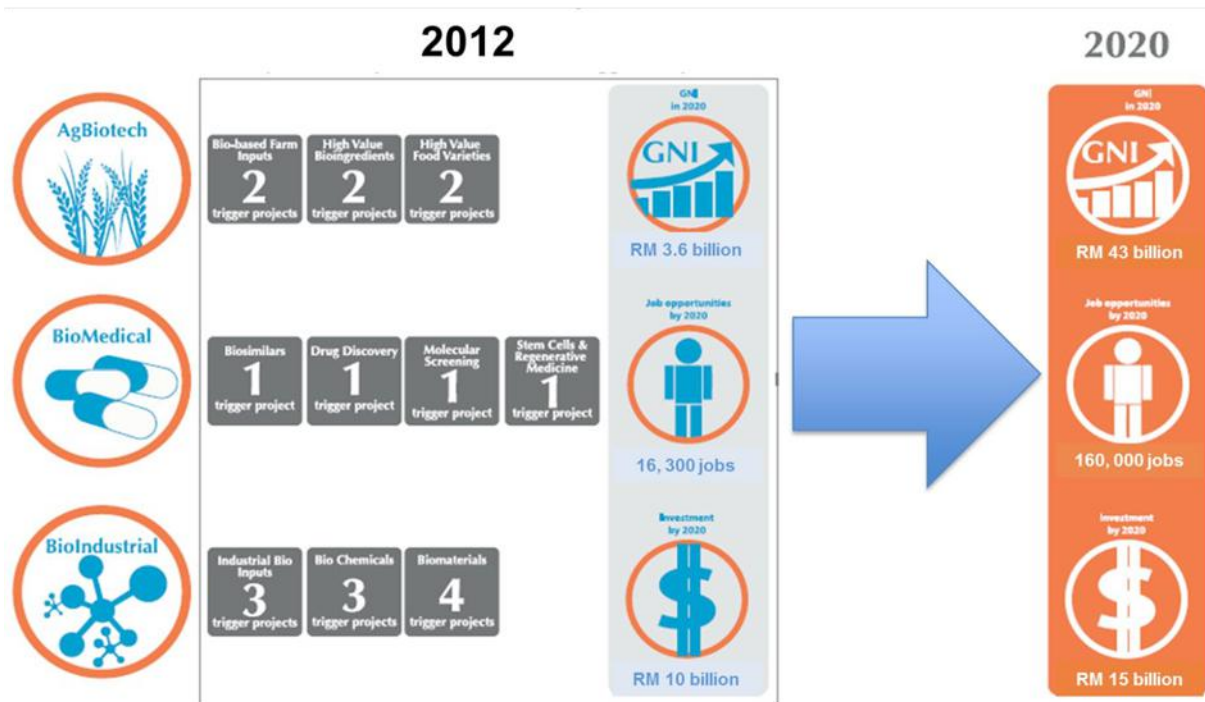 2012
2020
AgBiotech
Bio-based Farm
Inputs
2
trigger projects
High Value
Bioingredients
2
trigger projects
High Value
Food Varieties
2
trigger projects
GNI
in 2020
GNI
RM 3.6 billion
GNI
in 2020
GNI
RM 43 billion
BioMedical
Biosimilars
1
trigger project
Drug Discovery
1
trigger project
Molecular
Screening
1
trigger project
Stem Cells &
Regenerative
Medicine
1
trigger project
Job opportunities
by 2020
16, 300 jobs
Job opportunities
by 2020
160, 000 jobs
BioIndustrial
Industrial Bio
Inputs
3
trigger projects
Bio Chemicals
3
trigger projects
Biomaterials
4
trigger projects
Investment
by 2020
$
RM 10 billion
Investment
by 2020
$
RM 15 billion